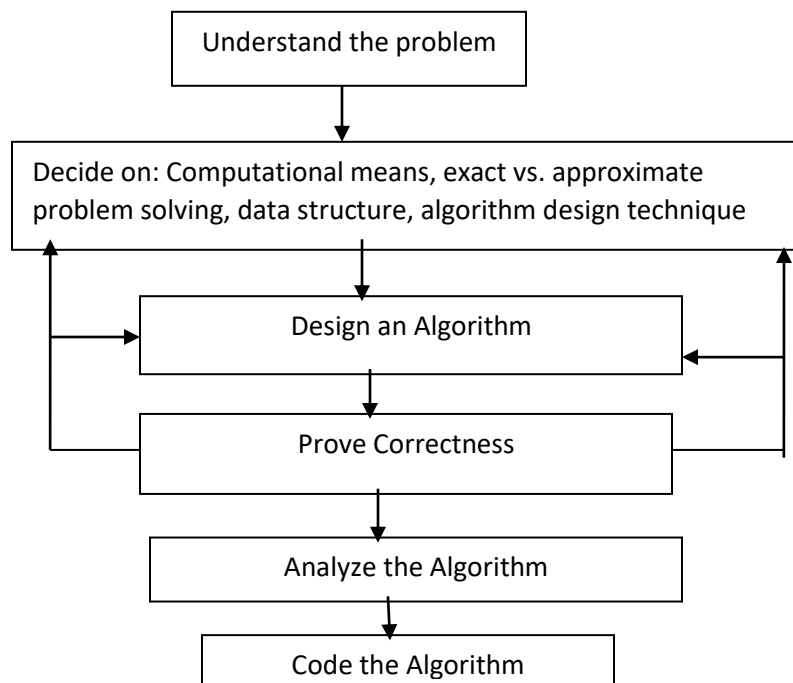 Understand the problem
Decide on: Computational means, exact vs. approximate
problem solving, data structure, algorithm design technique
Design an Algorithm
Prove Correctness
Analyze the Algorithm
Code the Algorithm